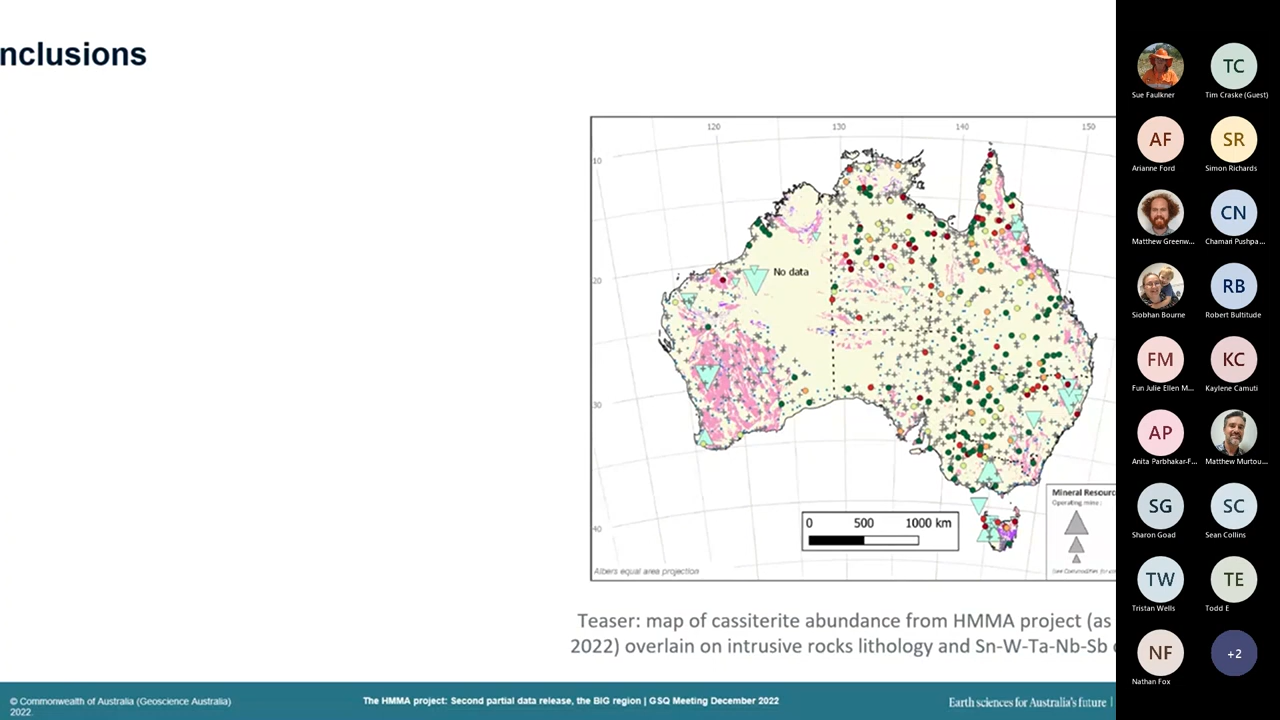 nclusions
120
130
140
150
10
20
30
40
No data
0 500 1000 km
Albers equal area projection
Mineral Resourc
Operating mine:
Teaser: map of cassiterite abundance from HMMA project (as
2022) overlain on intrusive rocks lithology and Sn-W-Ta-Nb-Sb
© Commonwealth of Australia (Geoscience Australia)
2022.
The HMMA project: Second partial data release, the BIG region | GSQ Meeting December 2022
Earth sciences for Australia's future |
Sue Faulkner
TC
Tim Craske (Guest)
AF
Arianne Ford
SR
Simon Richards
Matthew Greenw...
CN
Chamari Pushpa...
Siobhan Bourne
RB
Robert Bultitude
FM
Fun Julie Ellen M...
KC
Kaylene Camuti
AP
Anita Parbhakar-F...
Matthew Murtou...
SG
Sharon Goad
SC
Sean Collins
TW
Tristan Wells
TE
Todd E
NF
Nathan Fox
+2